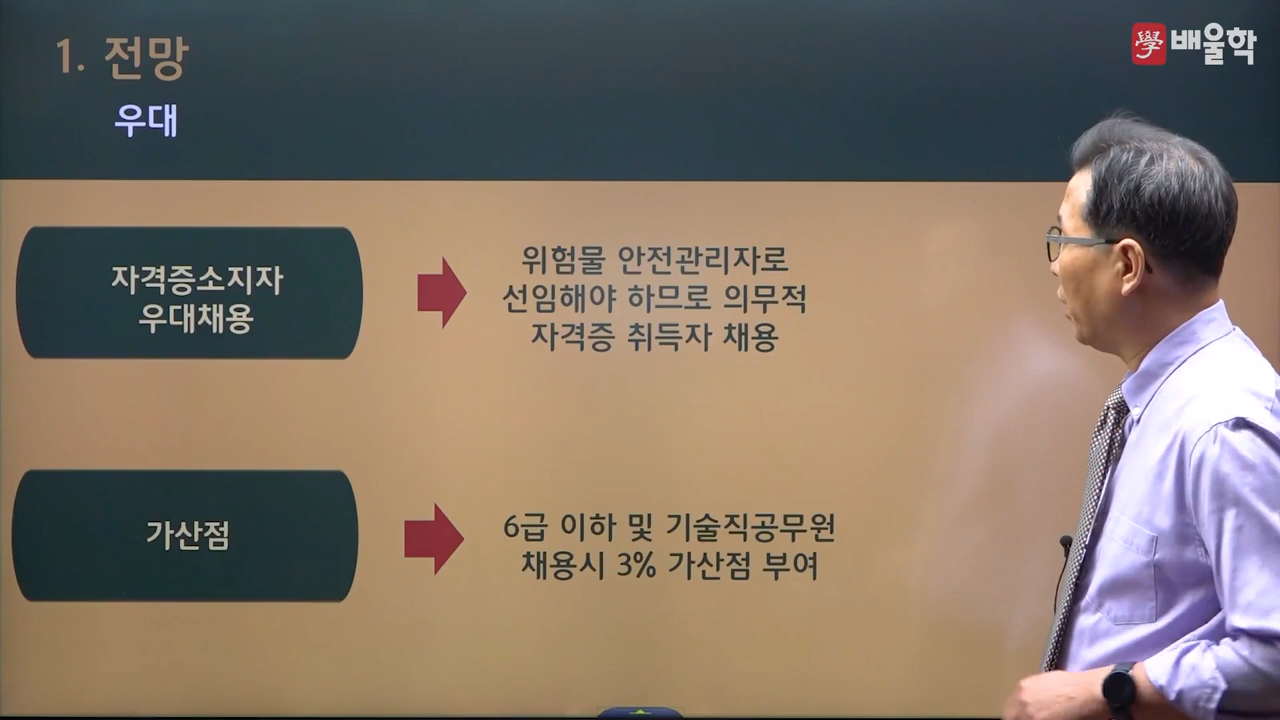 1. 전망
우대
學 배울학
자격증소지자
우대채용
위험물 안전관리자로
선임해야 하므로 의무적
자격증 취득자 채용
가산점
6급 이하 및 기술직공무원
채용시 3% 가산점 부여